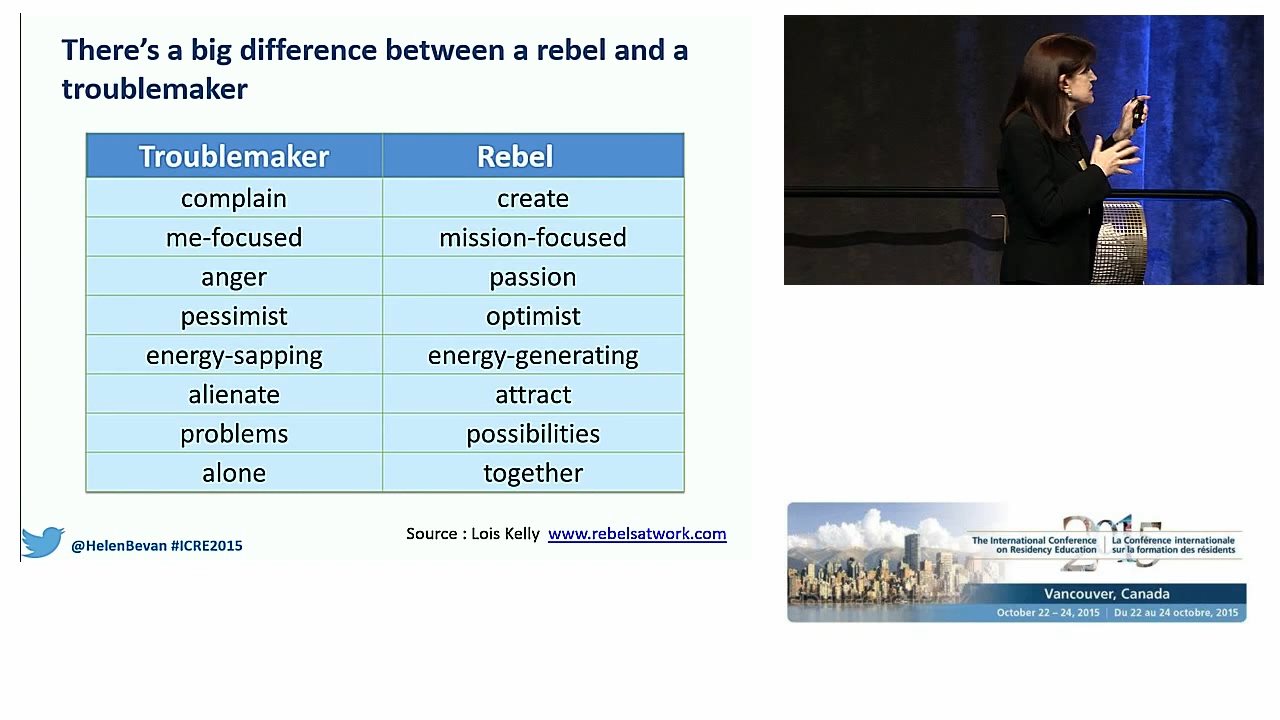 There's a big difference between a rebel and a
troublemaker
Troublemaker Rebel
complain create
me-focused mission-focused
anger passion
pessimist optimist
energy-sapping energy-generating
alienate attract
problems possibilities
alone together
Source : Lois Kelly www.rebelsatwork.com
@HelenBevan #ICRE2015
2015
The International Conference
on Residency Education
La Conférence internationale
sur la formation des résidents
Vancouver, Canada
October 22 – 24, 2015 | Du 22 au 24 octobre, 2015